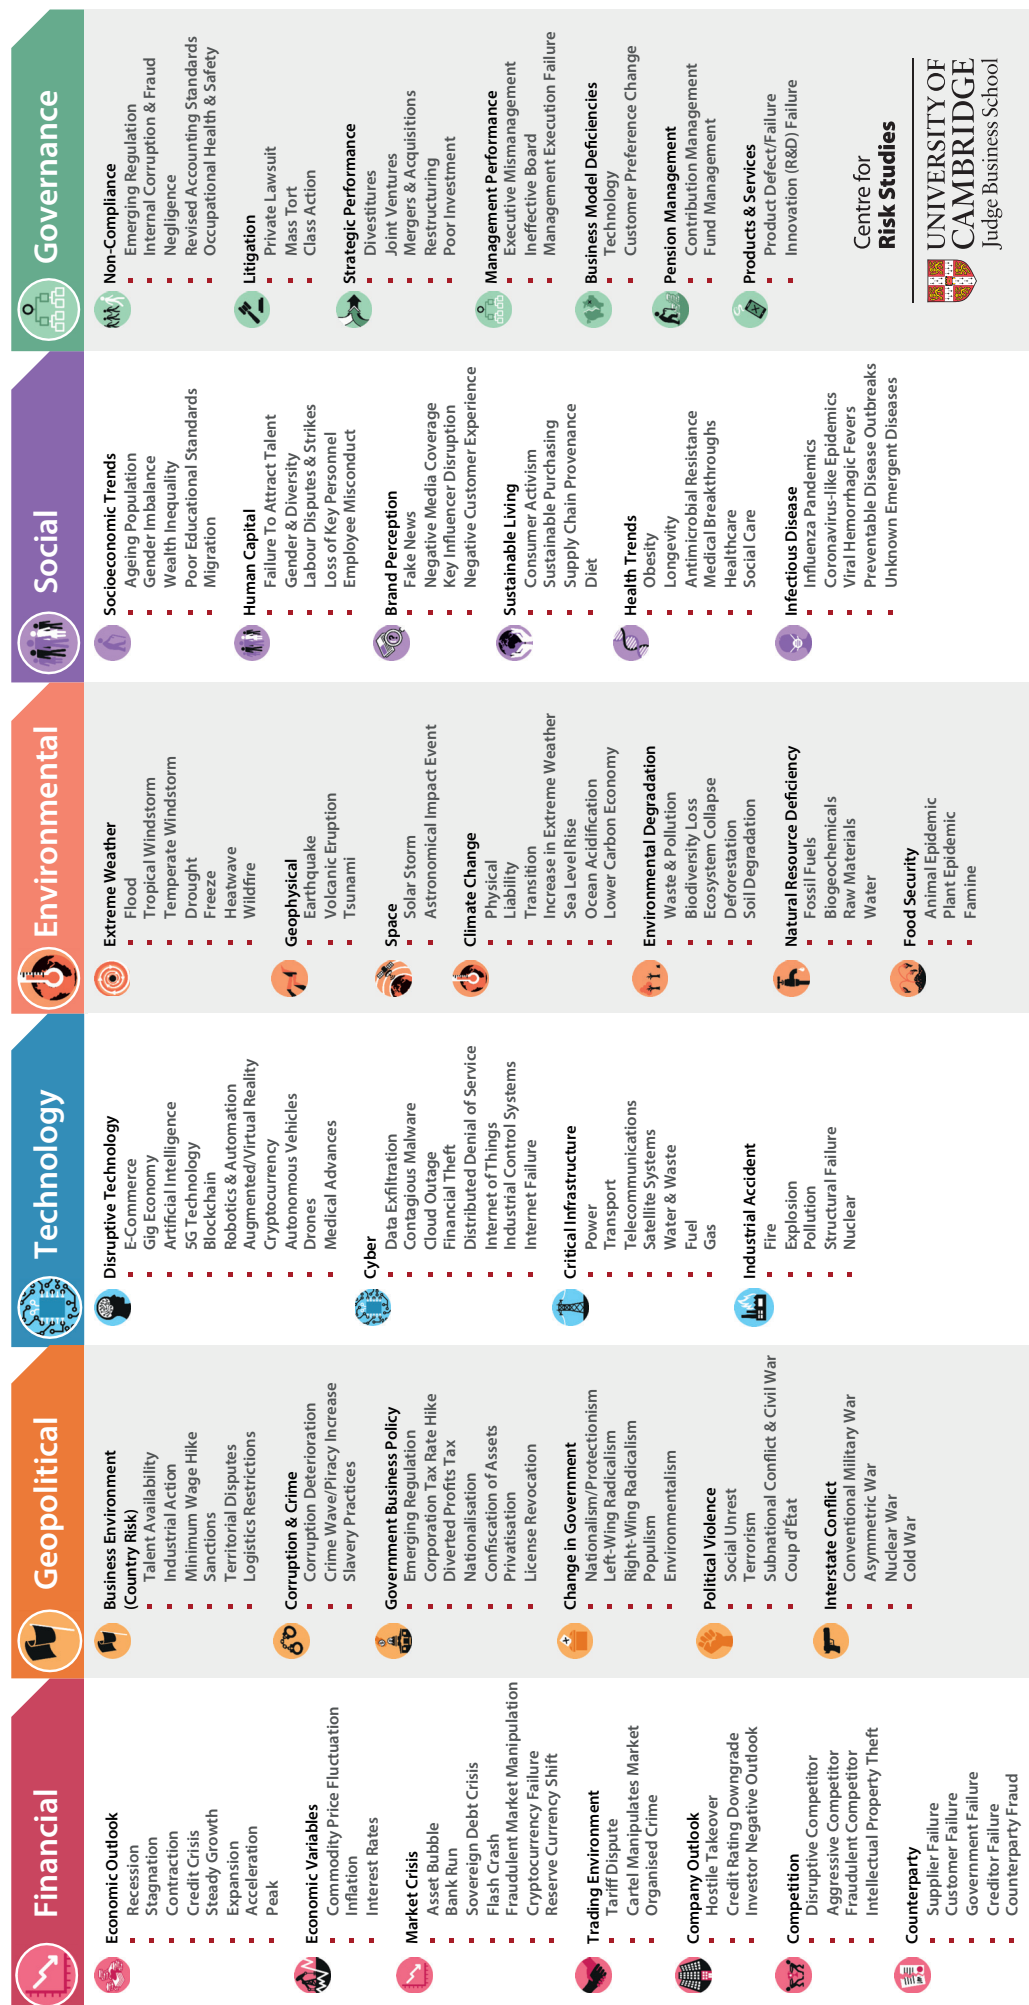 Financial
Economic Outlook
Recession
Stagnation
Contraction
Credit Crisis
Steady Growth
Expansion
Acceleration
Peak
Economic Variables
Commodity Price Fluctuation
Inflation
Interest Rates
Market Crisis
Asset Bubble
Bank Run
Sovereign Debt Crisis
Flash Crash
Fraudulent Market Manipulation
Cryptocurrency Failure
Reserve Currency Shift
Trading Environment
Tariff Dispute
Cartel Manipulates Market
Organised Crime
Company Outlook
Hostile Takeover
Credit Rating Downgrade
Investor Negative Outlook
Competition
Disruptive Competitor
Aggressive Competitor
Fraudulent Competitor
Intellectual Property Theft
Counterparty
Supplier Failure
Customer Failure
Government Failure
Creditor Failure
Counterparty Fraud
Geopolitical
Business Environment
(Country Risk)
Talent Availability
Industrial Action
Minimum Wage Hike
Sanctions
Territorial Disputes
Logistics Restrictions
Corruption & Crime
Corruption Deterioration
Crime Wave/Piracy Increase
Slavery Practices
Government Business Policy
Emerging Regulation
Corporation Tax Rate Hike
Diverted Profits Tax
Nationalisation
Confiscation of Assets
Privatisation
License Revocation
Change in Government
Nationalism/Protectionism
Left-Wing Radicalism
Right-Wing Radicalism
Populism
Environmentalism
Political Violence
Social Unrest
Terrorism
Subnational Conflict & Civil War
Coup d'État
Interstate Conflict
Conventional Military War
Asymmetric War
Nuclear War
Cold War
Technology
Disruptive Technology
E-Commerce
Gig Economy
Artificial Intelligence
5G Technology
Blockchain
Robotics & Automation
Augmented/Virtual Reality
Cryptocurrency
Autonomous Vehicles
Drones
Medical Advances
Cyber
Data Exfiltration
Contagious Malware
Cloud Outage
Financial Theft
Distributed Denial of Service
Internet of Things
Industrial Control Systems
Internet Failure
Critical Infrastructure
Power
Transport
Telecommunications
Satellite Systems
Water & Waste
Fuel
Gas
Industrial Accident
Fire
Explosion
Pollution
Structural Failure
Nuclear
Environmental
Extreme Weather
Flood
Tropical Windstorm
Temperate Windstorm
Drought
Freeze
Heatwave
Wildfire
Geophysical
Earthquake
Volcanic Eruption
Tsunami
Space
Solar Storm
Astronomical Impact Event
Climate Change
Physical
Liability
Transition
Increase in Extreme Weather
Sea Level Rise
Ocean Acidification
Lower Carbon Economy
Environmental Degradation
Waste & Pollution
Biodiversity Loss
Ecosystem Collapse
Deforestation
Soil Degradation
Natural Resource Deficiency
Fossil Fuels
Biogeochemicals
Raw Materials
Water
Food Security
Animal Epidemic
Plant Epidemic
Famine
Social
Socioeconomic Trends
Ageing Population
Gender Imbalance
Wealth Inequality
Poor Educational Standards
Migration
Human Capital
Failure To Attract Talent
Gender & Diversity
Labour Disputes & Strikes
Loss of Key Personnel
Employee Misconduct
Brand Perception
Fake News
Negative Media Coverage
Key Influencer Disruption
Negative Customer Experience
Sustainable Living
Consumer Activism
Sustainable Purchasing
Supply Chain Provenance
Diet
Health Trends
Obesity
Longevity
Antimicrobial Resistance
Medical Breakthroughs
Healthcare
Social Care
Infectious Disease
Influenza Pandemics
Coronavirus-like Epidemics
Viral Hemorrhagic Fevers
Preventable Disease Outbreaks
Unknown Emergent Diseases
Governance
Non-Compliance
Emerging Regulation
Internal Corruption & Fraud
Negligence
Revised Accounting Standards
Occupational Health & Safety
Litigation
Private Lawsuit
Mass Tort
Class Action
Strategic Performance
Divestitures
Joint Ventures
Mergers & Acquisitions
Restructuring
Poor Investment
Management Performance
Executive Mismanagement
Ineffective Board
Management Execution Failure
Business Model Deficiencies
Technology
Customer Preference Change
Pension Management
Contribution Management
Fund Management
Products & Services
Product Defect/Failure
Innovation (R&D) Failure
Centre for
Risk Studies
UNIVERSITY OF
CAMBRIDGE
Judge Business School